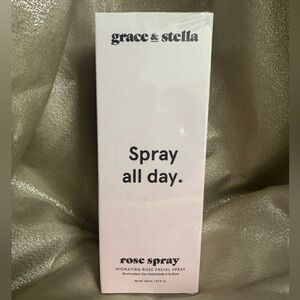 grace & stella
Spray
all day.
rose spray
HYDRATING ROSE FACIAL SPRAY